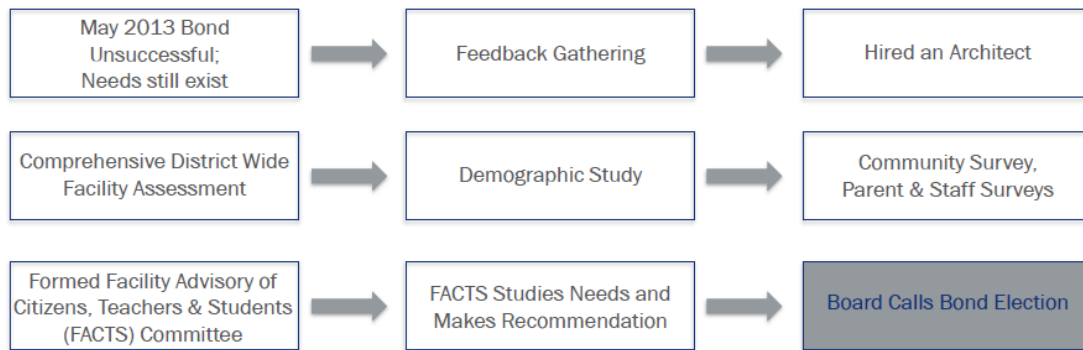 May 2013 Bond
Unsuccessful;
Needs still exist
Feedback Gathering
Hired an Architect
Comprehensive District Wide
Facility Assessment
Demographic Study
Community Survey,
Parent & Staff Surveys
Formed Facility Advisory of
Citizens, Teachers & Students
(FACTS) Committee
FACTS Studies Needs and
Makes Recommendation
Board Calls Bond Election